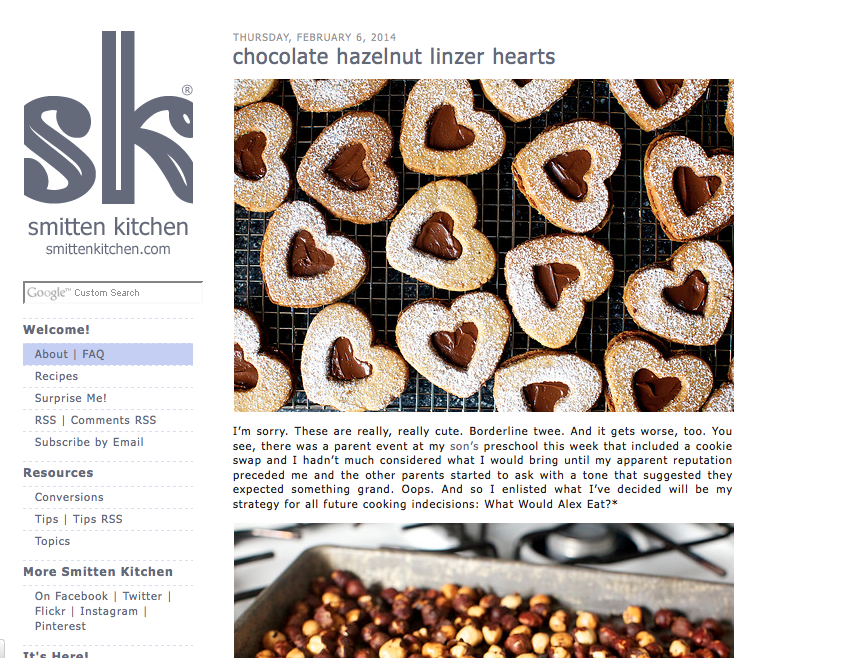 sk®
smitten kitchen
smittenkitchen.com
Google™ Custom Search
Welcome!
About | FAQ
Recipes
Surprise Me!
RSS | Comments RSS
Subscribe by Email
Resources
Conversions
Tips | Tips RSS
Topics
More Smitten Kitchen
On Facebook | Twitter |
Flickr | Instagram |
Pinterest
It's Here!
THURSDAY, FEBRUARY 6, 2014
chocolate hazelnut linzer hearts
I'm sorry. These are really, really cute. Borderline twee. And it gets worse, too. You
see, there was a parent event at my son's preschool this week that included a cookie
swap and I hadn't much considered what I would bring until my apparent reputation
preceded me and the other parents started to ask with a tone that suggested they
expected something grand. Oops. And so I enlisted what I've decided will be my
strategy for all future cooking indecisions: What Would Alex Eat?*